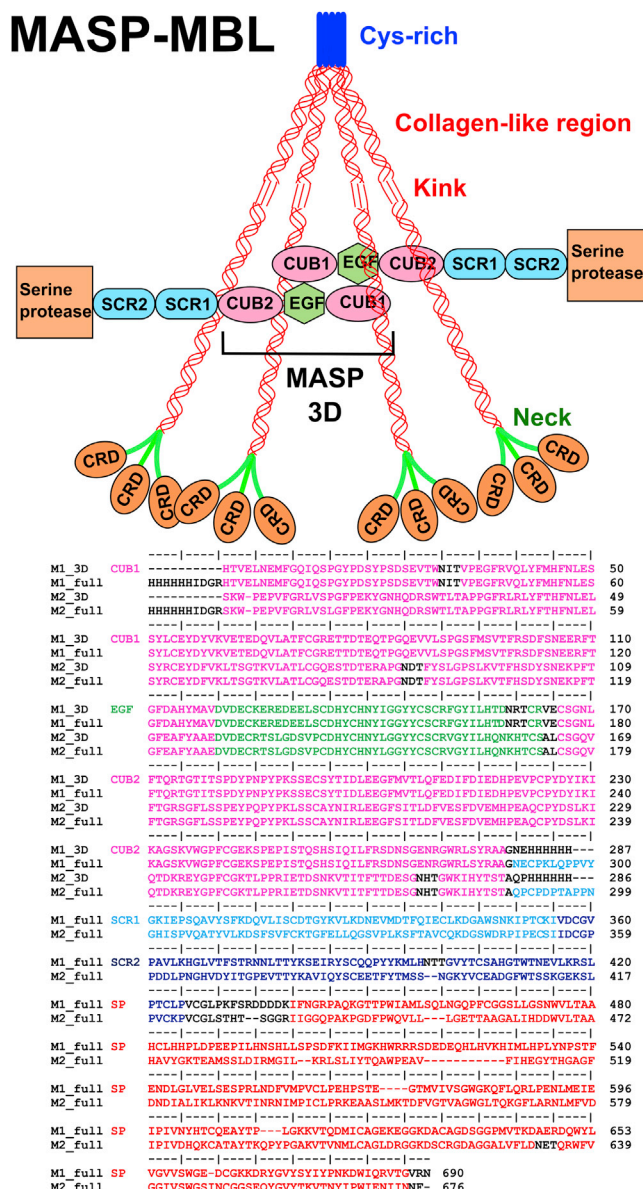 MASP-MBL
Cys-rich
Collagen-like region
Kink
CUB1 EGF CUB2 SCR1 SCR2 Serine protease
Serine protease SCR2 SCR1 CUB2 EGF CUB1
MASP
3D
Neck
CRD CRD CRD CRD CRD CRD CRD CRD CRD CRD CRD CRD
------|----|----|----|----|----|----|----|----|----|----|----|
M1_3D CUB1 ----------HTVELNEMFGQIQSPGYPDSYPSDSEVTWNITVPEGFRVQLYFMHFNLES 50
M1_full HHHHHHIDGRHTVELNEMFGQIQSPGYPDSYPSDSEVTWNITVPEGFRVQLYFMHFNLES 60
M2_3D ----------SKW-PEPVFGRLVSPGFPEKYGNHQDRSWTLTAPPGFRLRLYFTHFNLEL 49
M2_full HHHHHHIDGRSKW-PEPVFGRLVSLGFPEKYGNHQDRSWTLTAPPGFRLRLYFTHFNLEL 59
M1_3D CUB1 SYLCEYDYVKVETEDQVLATFCGRETTDTEQTPGQEVVLSPGSFMSVTFRSDFSNEERFT 110
M1_full SYLCEYDYVKVETEDQVLATFCGRETTDTEQTPGQEVVLSPGSFMSVTFRSDFSNEERFT 120
M2_3D SYRCEYDFVKLTSGTKVLATLCGQESTDTERAPGNDTFYSLGPSLKVTFHSDYSNEKPFT 109
M2_full SYRCEYDFVKLTSGTKVLATLCGQESTDTERAPGNDTFYSLGPSLKVTFHSDYSNEKPFT 119
M1_3D EGF GFDAHYMAVDVDECKEREDEELSCDHYCHNYIGGYYCSCRFGYILHTDNRTCRVECSGNL 170
M1_full GFDAHYMAVDVDECKEREDEELSCDHYCHNYIGGYYCSCRFGYILHTDNRTCRVECSGNL 180
M2_3D GFEAFYAAEDVDECRTSLGDSVPCDHYCHNYLGGYYCSCRVGYILHQNKHTCSALCSGQV 169
M2_full GFEAFYAAEDVDECRTSLGDSVPCDHYCHNYLGGYYCSCRVGYILHQNKHTCSALCSGQV 179
M1_3D CUB2 FTQRTGTITSPDYPNPYPKSSECSYTIDLEEGFMVTLQFEDIFDIEDHPEVPCPYDYIKI 230
M1_full FTQRTGTITSPDYPNPYPKSSECSYTIDLEEGFMVTLQFEDIFDIEDHPEVPCPYDYIKI 240
M2_3D FTGRSGFLSSPEYPQPYPKLSSCAYNIRLEEGFSITLDFVESFDVEMHPEAQCPYDSLKI 229
M2_full FTGRSGFLSSPEYPQPYPKLSSCAYNIRLEEGFSITLDFVESFDVEMHPEAQCPYDSLKI 239
M1_3D CUB2 KAGSKVWGPFCGEKSPEPISTQSHSIQILFRSDNSGENRGWRLSYRAAGNEHHHHHH-- 287
M1_full KAGSKVWGPFCGEKSPEPISTQSHSIQILFRSDNSGENRGWRLSYRAAGNECPKLQPPVY 300
M2_3D QTDKREYGPFCGKTLPPRIETDSNKVTITFTTDESGNHTGWKIHYTSTAQPHHHHHH--- 286
M2_full QTDKREYGPFCGKTLPPRIETDSNKVTITFTTDESGNHTGWKIHYTSTAQPCPDPTAPPN 299
M1_full SCR1 GKIEPSQAVYSFKDQVLISCDTGYKVLKDNEVMDTFQIECLKDGAWSNKIPTCKIVDCGV 360
M2_full GHISPVQATYVLKDSFSVFCKTGFELLQGSVPLKSFTAVCQKDGSWDRPIPECSIIDCGP 359
M1_full SCR2 PAVLKHGLVTFSTRNNLTTYKSEIRYSCQQPYYKMLHNTTGVYTCSAHGTWTNEVLKRSL 420
M2_full PDDLPNGHVDYITGPEVTTYKAVIQYSCEETFYTMSS--NGKYVCEADGFWTSSKGEKSL 417
M1_full SP PTCLPVCGLPKFSRDDDDKIFNGRPAQKGTTPWIAMLSQLNGQPFCGGSLLGSNWVLTAA 480
M2_full PVCKPVCGLSTHT--SGGRIIGGQPAKPGDFPWQVLL---LGETTAAGALIHDDWVLTAA 472
M1_full SP HCLHHPLDPEEPILHNSHLLSPSDFKIIMGKHWRRRSDEDEQHLHVKHIMLHPLYNPSTF 540
M2_full HAVYGKTEAMSSLDIRMGIL--KRLSLIYTQAWPEAV---------FIHEGYTHGAGF 519
M1_full SP ENDLGLVELSESPRLNDFVMPVCLPEHPSTE----GTMVIVSGWGKQFLQRLPENLMEIE 596
M2_full DNDIALIKLKNKVTINRNIMPICLPRKEAASLMKTDFVGTVAGWGLTQKGFLARNLMFVD 579
M1_full SP IPIVNYHTCQEAYTP---LGKKVTQDMICAGEKEGGKDACAGDSGGPMVTKDAERDQWYL 653
M2_full IPIVDHQKCATAYTKQPYPGAKVTVNMLCAGLDRGGKDSCRGDAGGALVFLDNETQRWFV 639
M1_full SP VGVVSWGE-DCGKKDRYGVYSYIYPNKDWIQRVTGVRN 690
M2_full GGIVSWGSINCGGSEQYGVYTKVTNYIPWIENIINNF- 676